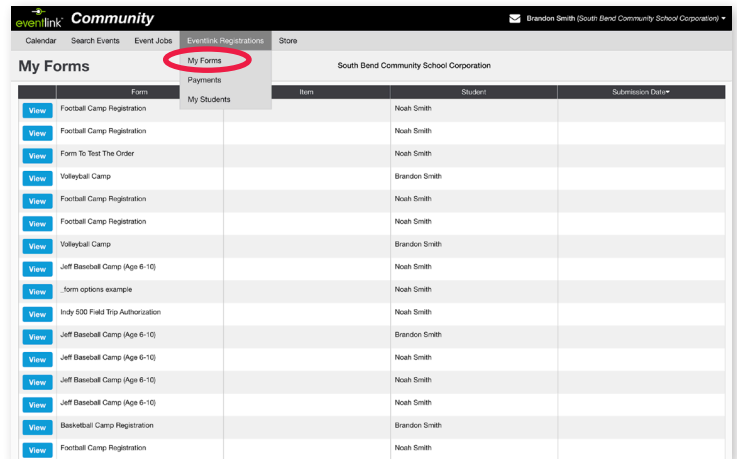 eventlink Community
Brandon Smith (South Bend Community School Corporation)
Calendar Search Events Event Jobs Eventlink Registrations Store
My Forms
Payments
My Students
My Forms
South Bend Community School Corporation
Form Item Student Submission Date
View Football Camp Registration Noah Smith
View Football Camp Registration Noah Smith
View Form To Test The Order Noah Smith
View Volleyball Camp Brandon Smith
View Football Camp Registration Noah Smith
View Football Camp Registration Noah Smith
View Volleyball Camp Brandon Smith
View Jeff Baseball Camp (Age 6-10) Noah Smith
View _form options example Noah Smith
View Indy 500 Field Trip Authorization Noah Smith
View Jeff Baseball Camp (Age 6-10) Brandon Smith
View Jeff Baseball Camp (Age 6-10) Noah Smith
View Jeff Baseball Camp (Age 6-10) Noah Smith
View Jeff Baseball Camp (Age 6-10) Noah Smith
View Basketball Camp Registration Brandon Smith
View Football Camp Registration Noah Smith